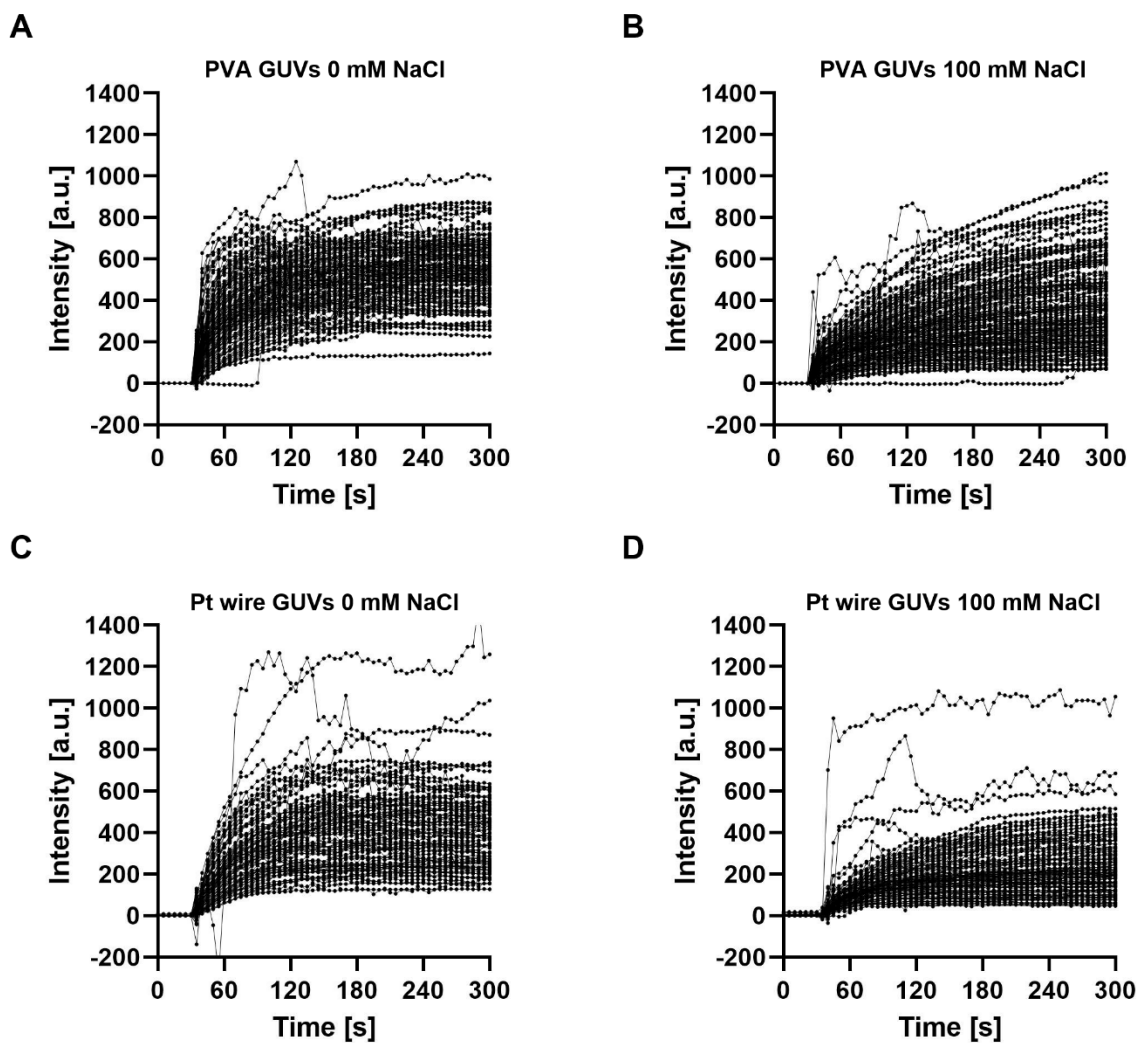 A
PVA GUVs 0 mM NaCl
Intensity [a.u.]
1400
1200
1000
800
600
400
200
0
-200
0 60 120 180 240 300
Time [s]
B
PVA GUVs 100 mM NaCl
Intensity [a.u.]
1400
1200
1000
800
600
400
200
0
-200
0 60 120 180 240 300
Time [s]
C
Pt wire GUVs 0 mM NaCl
Intensity [a.u.]
1400
1200
1000
800
600
400
200
0
-200
0 60 120 180 240 300
Time [s]
D
Pt wire GUVs 100 mM NaCl
Intensity [a.u.]
1400
1200
1000
800
600
400
200
0
-200
0 60 120 180 240 300
Time [s]